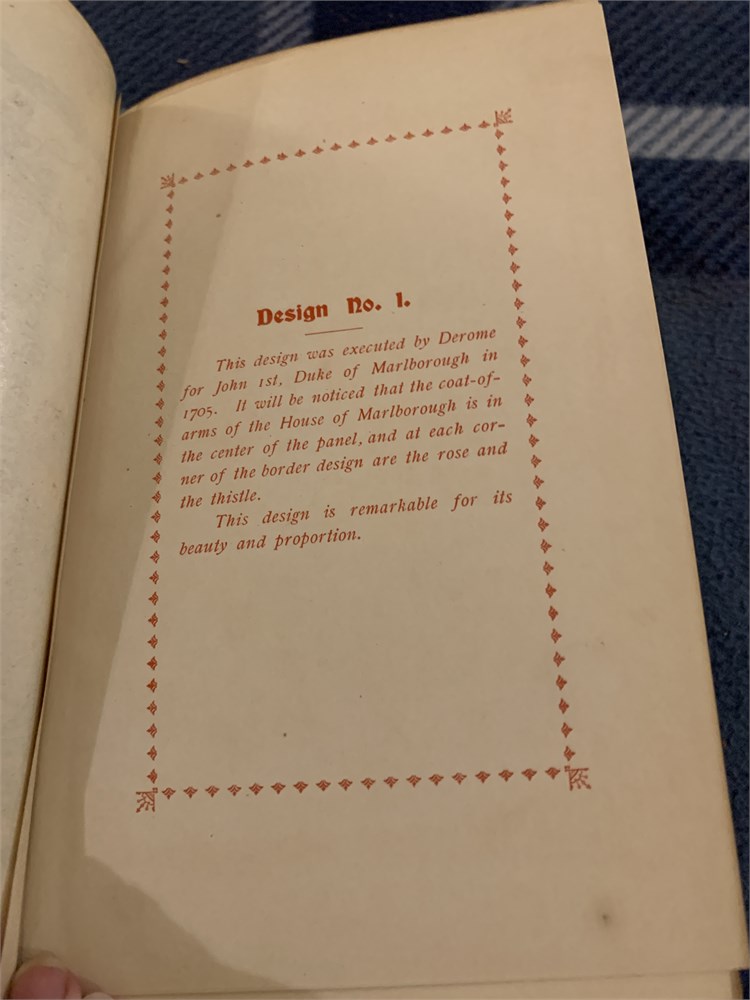 Design No. 1.
This design was executed by Derome
for John 1st, Duke of Marlborough in
1705. It will be noticed that the coat-of-
arms of the House of Marlborough is in
the center of the panel, and at each cor-
ner of the border design are the rose and
the thistle.
This design is remarkable for its
beauty and proportion.